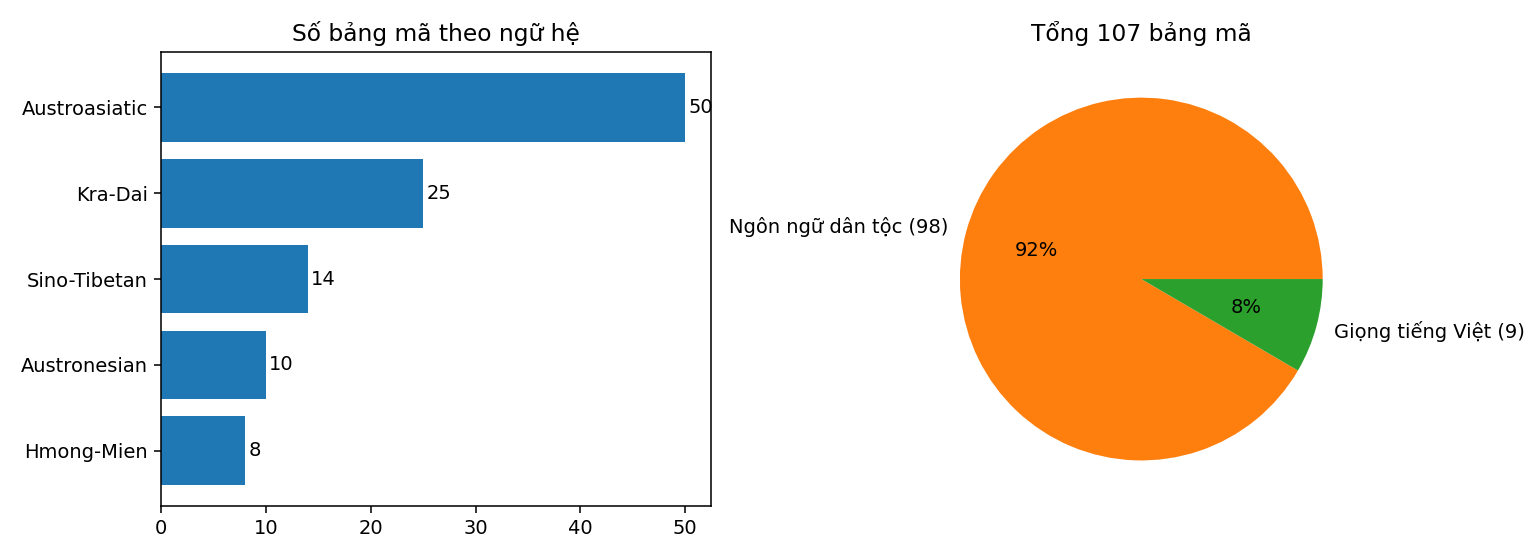 Số bảng mã theo ngữ hệ
Austroasiatic
50
Kra-Dai
25
Sino-Tibetan
14
Austronesian
10
Hmong-Mien
8
0 10 20 30 40 50
Tổng 107 bảng mã
Ngôn ngữ dân tộc (98)
92%
8%
Giọng tiếng Việt (9)